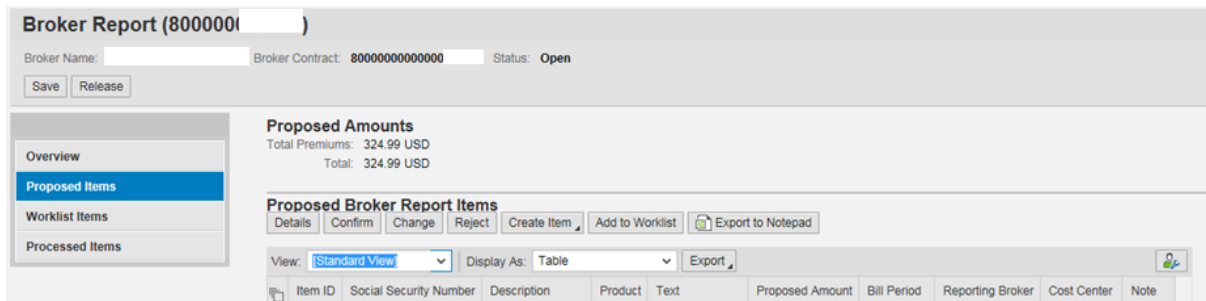 Broker Report (8000000 )
Broker Name: Broker Contract: 80000000000000 Status: Open
Save Release
Proposed Amounts
Total Premiums: 324.99 USD
Total: 324.99 USD
Overview
Proposed Items
Worklist Items
Processed Items
Proposed Broker Report Items
Details Confirm Change Reject Create Item Add to Worklist Export to Notepad
View: [Standard View] Display As: Table Export
Item ID Social Security Number Description Product Text Proposed Amount Bill Period Reporting Broker Cost Center Note